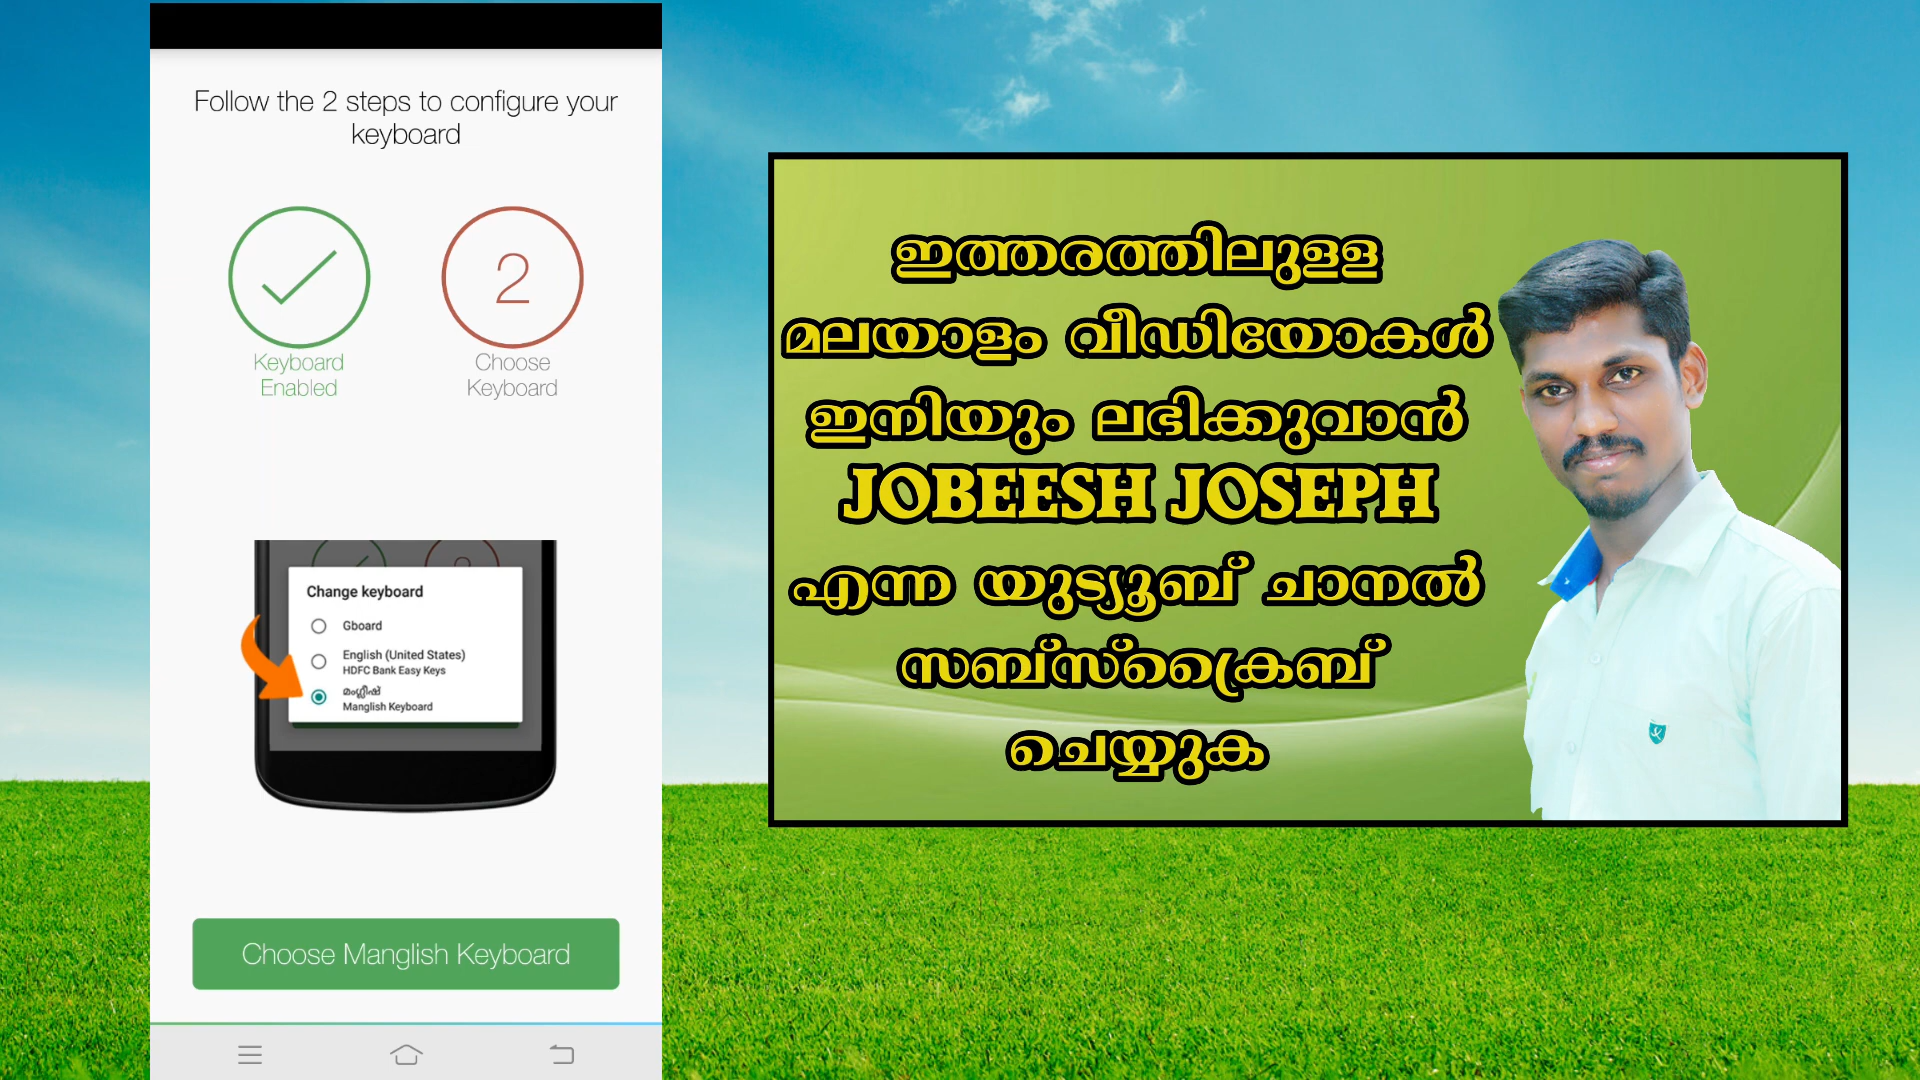 Follow the 2 steps to configure your
keyboard
2
Keyboard
Enabled
Choose
Keyboard
Change keyboard
Gboard
English (United States)
HDFC Bank Easy Keys
മംഗ്ലീഷ്
Manglish Keyboard
Choose Manglish Keyboard
ഇത്തരത്തിലുള്ള
മലയാളം വീഡിയോകൾ
ഇനിയും ലഭിക്കുവാൻ
JOBEESH JOSEPH
എന്ന യുട്യൂബ് ചാനൽ
സബ്സ്ക്രൈബ്
ചെയ്യുക